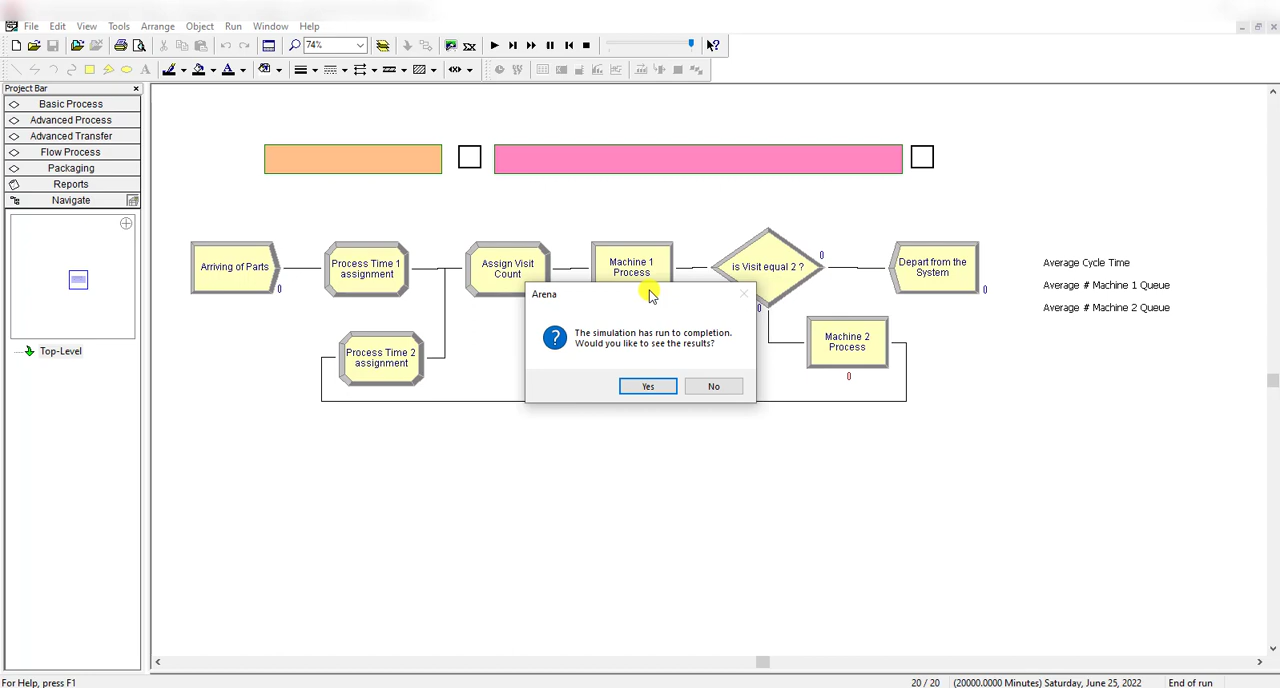 File Edit View Tools Arrange Object Run Window Help
74%
Project Bar
Basic Process
Advanced Process
Advanced Transfer
Flow Process
Packaging
Reports
Navigate
Top-Level
Arriving of Parts
0
Process Time 1
assignment
Assign Visit
Count
Machine 1
Process
is Visit equal 2 ?
0
0
Depart from the
System
0
Process Time 2
assignment
Machine 2
Process
0
Average Cycle Time
Average # Machine 1 Queue
Average # Machine 2 Queue
Arena
The simulation has run to completion.
Would you like to see the results?
Yes No
For Help, press F1
20 / 20 (20000.0000 Minutes) Saturday, June 25, 2022 End of run